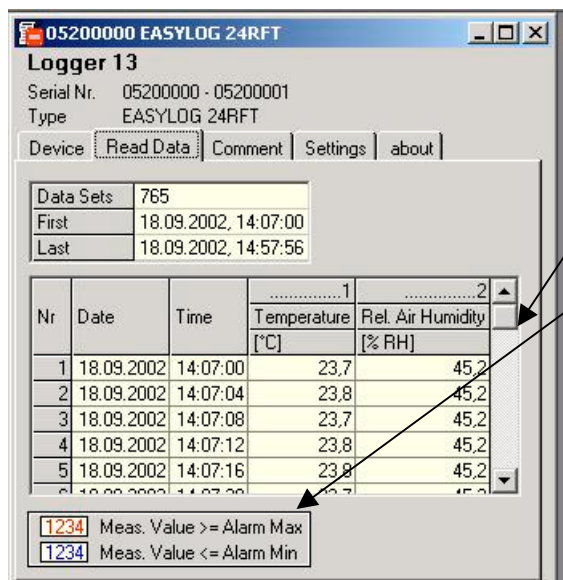 05200000 EASYLOG 24RFT
Logger 13
Serial Nr. 05200000 - 05200001
Type EASYLOG 24RFT
Device Read Data Comment Settings about
Data Sets 765
First 18.09.2002, 14:07:00
Last 18.09.2002, 14:57:56
...............1 ...............2
Nr Date Time Temperature Rel. Air Humidity
[°C] [% RH]
1 18.09.2002 14:07:00 23,7 45,2
2 18.09.2002 14:07:04 23,8 45,2
3 18.09.2002 14:07:08 23,7 45,2
4 18.09.2002 14:07:12 23,8 45,2
5 18.09.2002 14:07:16 23,8 45,2
1234 Meas. Value >= Alarm Max
1234 Meas. Value <= Alarm Min